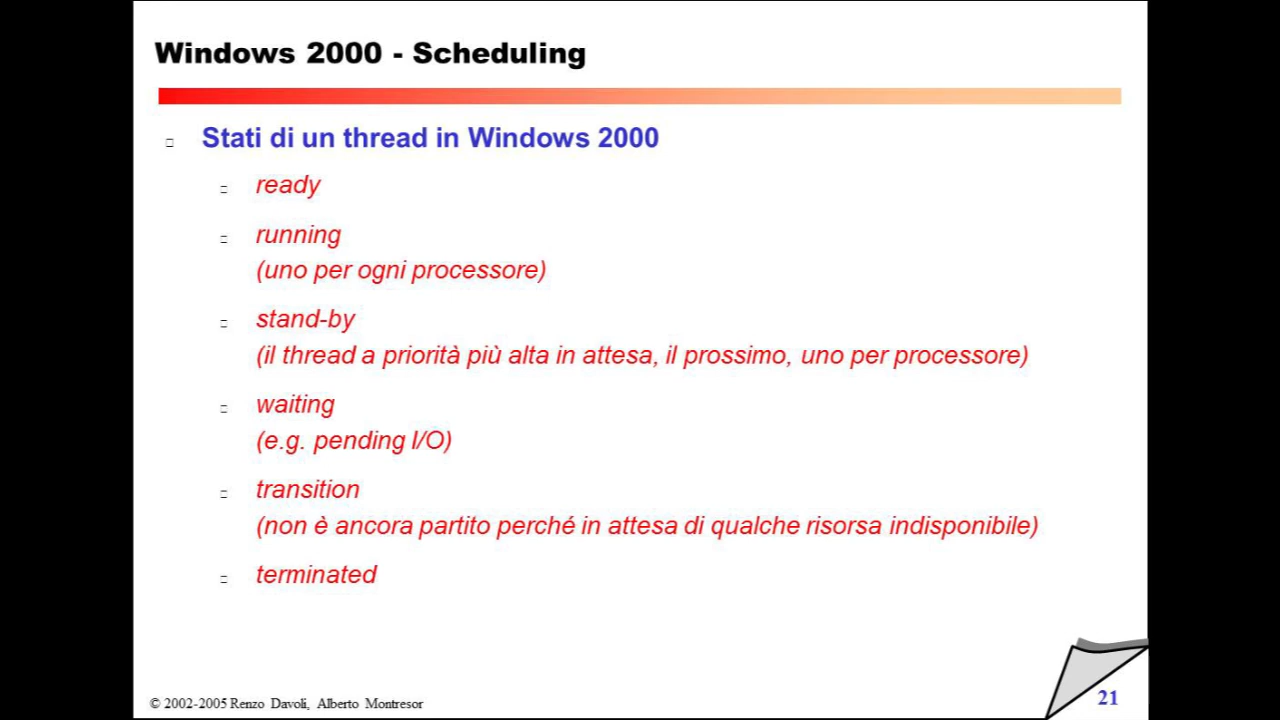 Windows 2000 - Scheduling
Stati di un thread in Windows 2000
ready
running
(uno per ogni processore)
stand-by
(il thread a priorità più alta in attesa, il prossimo, uno per processore)
waiting
(e.g. pending I/O)
transition
(non è ancora partito perché in attesa di qualche risorsa indisponibile)
terminated
© 2002-2005 Renzo Davoli, Alberto Montresor
21